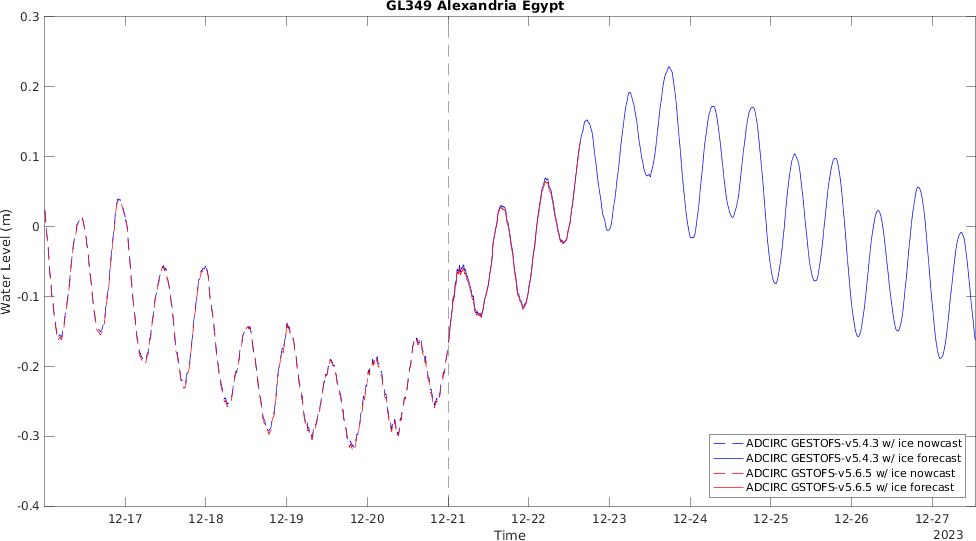 GL349 Alexandria Egypt
Water Level (m)
0.3
0.2
0.1
0
-0.1
-0.2
-0.3
-0.4
12-17 12-18 12-19 12-20 12-21 12-22 12-23 12-24 12-25 12-26 12-27
2023
Time
ADCIRC GESTOFS-v5.4.3 w/ ice nowcast
ADCIRC GESTOFS-v5.4.3 w/ ice forecast
ADCIRC GSTOFS-v5.6.5 w/ ice nowcast
ADCIRC GSTOFS-v5.6.5 w/ ice forecast